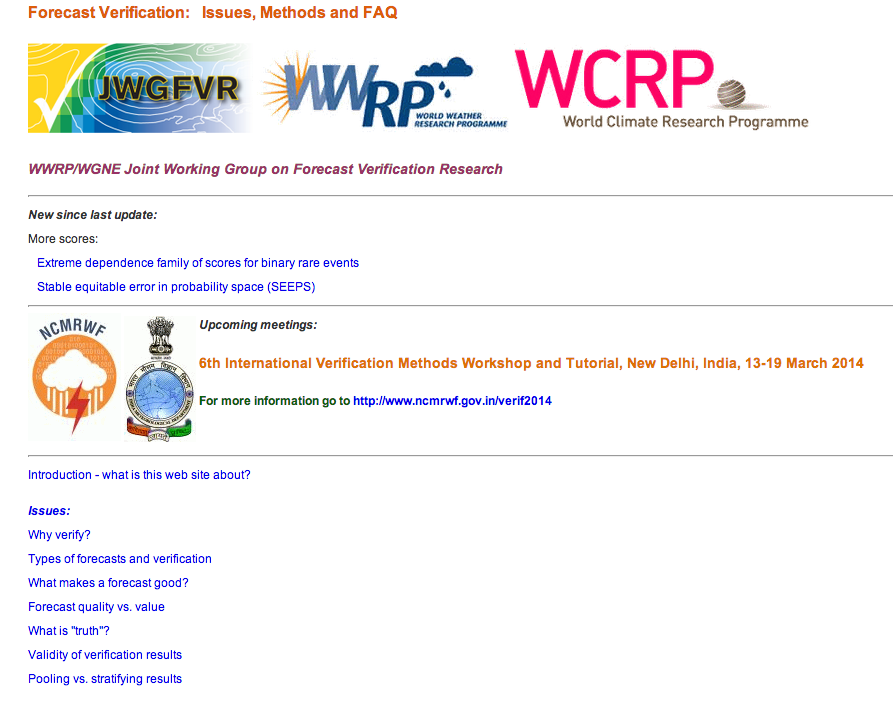 Forecast Verification: Issues, Methods and FAQ
JWGFVR
WWRP
WORLD WEATHER
RESEARCH PROGRAMME
WCRP
World Climate Research Programme
WWRP/WGNE Joint Working Group on Forecast Verification Research
New since last update:
More scores:
Extreme dependence family of scores for binary rare events
Stable equitable error in probability space (SEEPS)
NCMRWF
Upcoming meetings:
6th International Verification Methods Workshop and Tutorial, New Delhi, India, 13-19 March 2014
For more information go to http://www.ncmrwf.gov.in/verif2014
Introduction - what is this web site about?
Issues:
Why verify?
Types of forecasts and verification
What makes a forecast good?
Forecast quality vs. value
What is "truth"?
Validity of verification results
Pooling vs. stratifying results